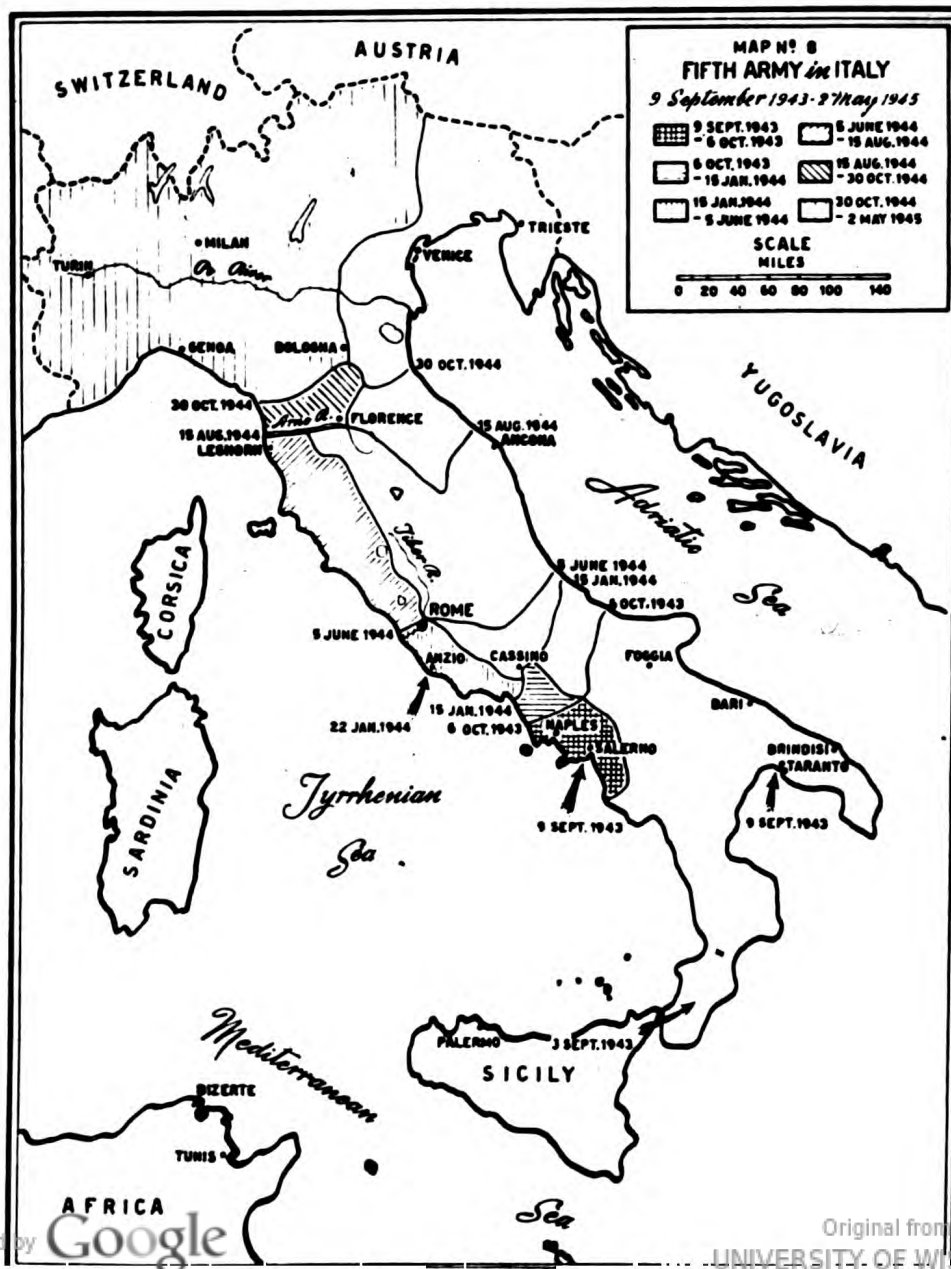 MAP Nº 8
FIFTH ARMY in ITALY
9 September 1943 - 2 May 1945
9 SEPT. 1943
- 6 OCT. 1943
5 JUNE 1944
- 15 AUG. 1944
6 OCT. 1943
- 15 JAN. 1944
15 AUG. 1944
- 30 OCT. 1944
15 JAN. 1944
- 5 JUNE 1944
30 OCT. 1944
- 2 MAY 1945
SCALE
MILES
0 20 40 60 80 100 140
AUSTRIA
SWITZERLAND
TRIESTE
MILAN
VENICE
TURIN
GENOA
BOLOGNA
30 OCT. 1944
YUGOSLAVIA
30 OCT. 1944
Arno R.
FLORENCE
15 AUG. 1944
ANCONA
15 AUG. 1944
LEGHORN
Adriatic
Sea
Tiber R.
CORSICA
5 JUNE 1944
15 JAN. 1944
6 OCT. 1943
ROME
5 JUNE 1944
ANZIO
CASSINO
FOGGIA
22 JAN. 1944
15 JAN. 1944
6 OCT. 1943
NAPLES
SALERNO
BARI
BRINDISI
TARANTO
9 SEPT. 1943
9 SEPT. 1943
SARDINIA
Tyrrhenian
Sea
Mediterranean
PALERMO
3 SEPT. 1943
SICILY
BIZERTE
TUNIS
AFRICA
Sea
by Google
Original from
UNIVERSITY OF